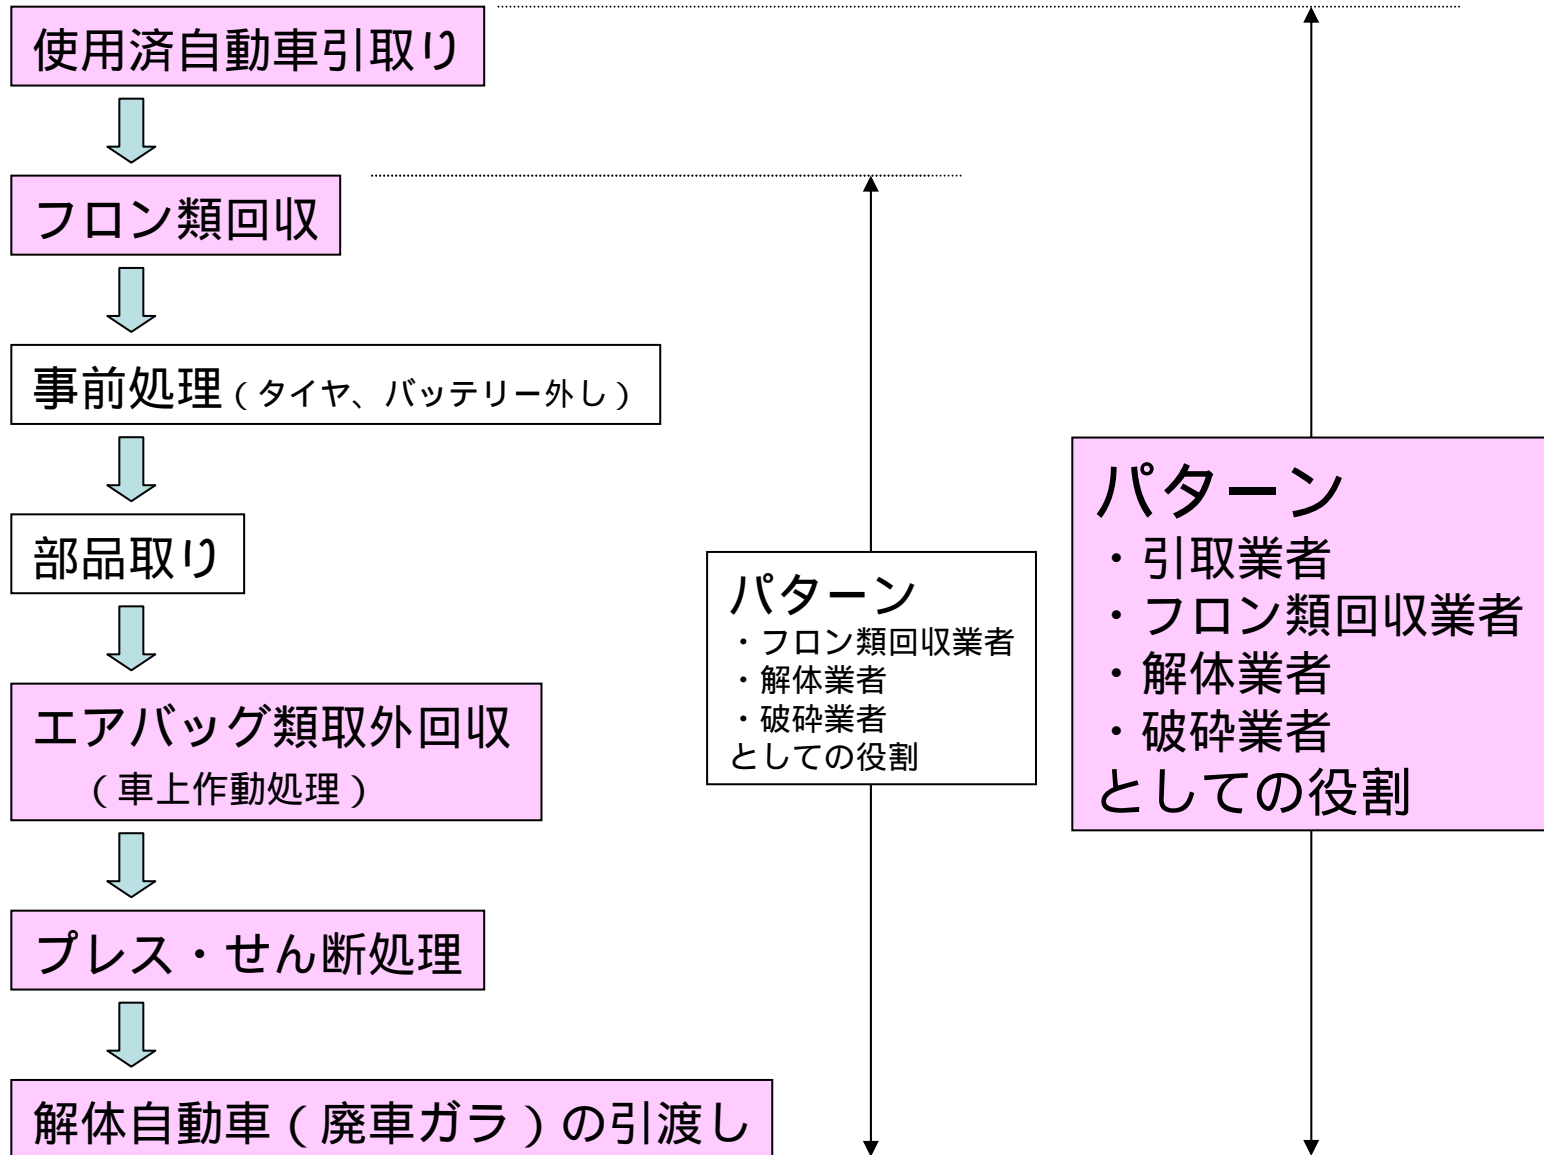 使用済自動車引取り
フロン類回収
事前処理(タイヤ、バッテリー外し)
部品取り
エアバッグ類取外回収
(車上作動処理)
プレス・せん断処理
解体自動車(廃車ガラ)の引渡し
パターン
・フロン類回収業者
・解体業者
・破砕業者
としての役割
パターン
・引取業者
・フロン類回収業者
・解体業者
・破砕業者
としての役割